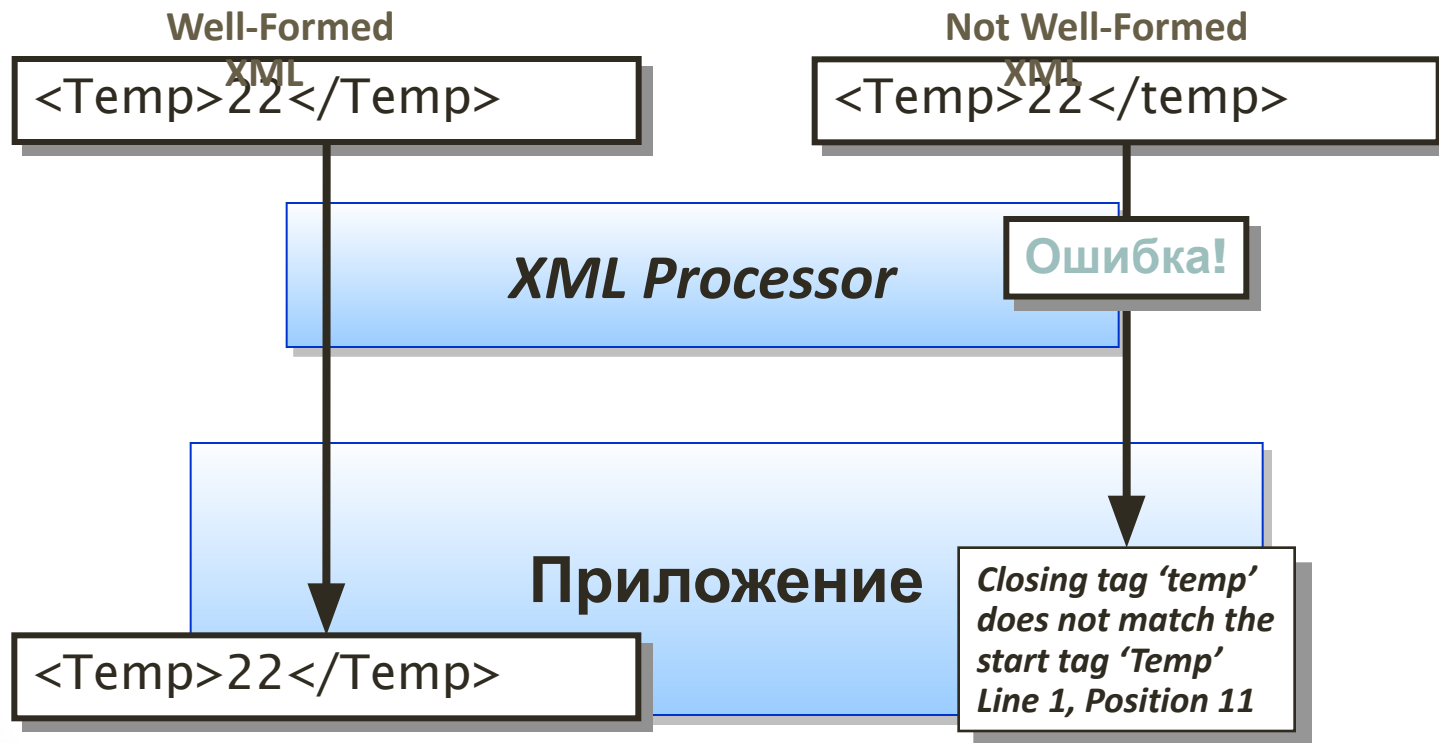 Well-Formed
XML
<Temp>22</Temp>
Not Well-Formed
XML
<Temp>22</temp>
XML Processor
Ошибка!
Приложение
<Temp>22</Temp>
Closing tag ‘temp’
does not match the
start tag ‘Temp’
Line 1, Position 11